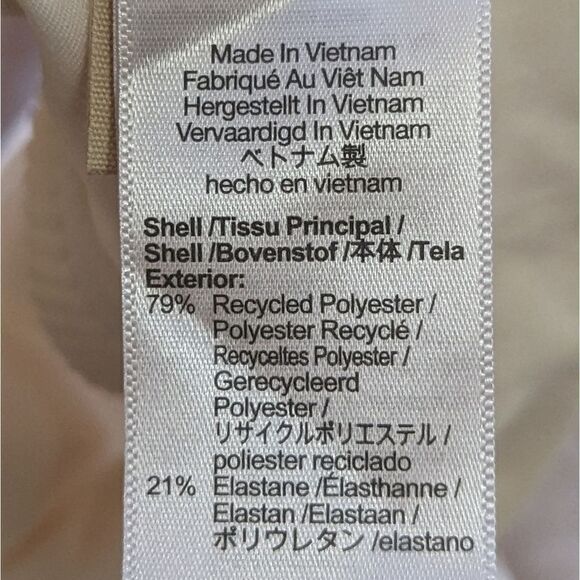 Made In Vietnam
Fabriqué Au Viêt Nam
Hergestellt In Vietnam
Vervaardigd In Vietnam
ベトナム製
hecho en vietnam
Shell /Tissu Principal /
Shell /Bovenstof /本体 /Tela
Exterior:
79% Recycled Polyester /
Polyester Recyclé /
Recyceltes Polyester /
Gerecycleerd
Polyester /
リサイクルポリエステル /
poliester reciclado
21% Elastane /Élasthanne /
Elastan /Elastaan /
ポリウレタン /elastano